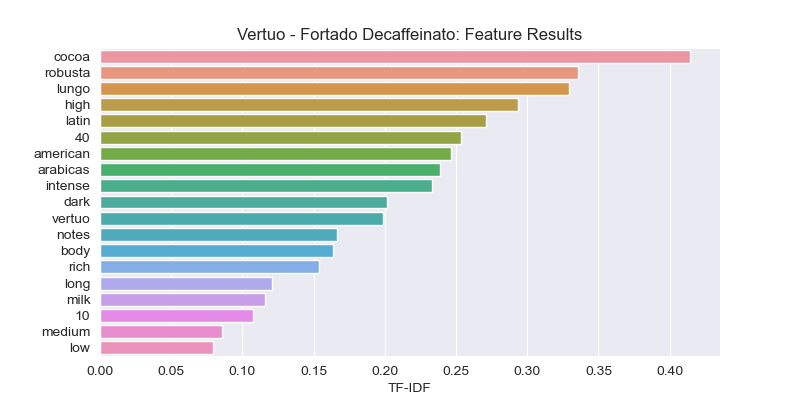 Vertuo - Fortado Decaffeinato: Feature Results
cocoa
robusta
lungo
high
latin
40
american
arabicas
intense
dark
vertuo
notes
body
rich
long
milk
10
medium
low
0.00 0.05 0.10 0.15 0.20 0.25 0.30 0.35 0.40
TF-IDF